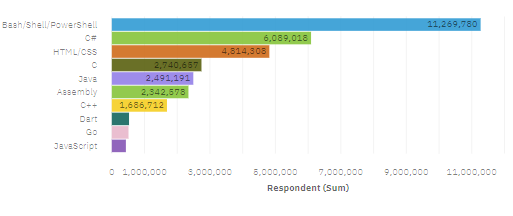 Bash/Shell/PowerShell 11,269,780
C# 6,089,018
HTML/CSS 4,814,308
C 2,740,657
Java 2,491,191
Assembly 2,342,578
C++ 1,686,712
Dart
Go
JavaScript
0 1,000,000 3,000,000 5,000,000 7,000,000 9,000,000 11,000,000
Respondent (Sum)